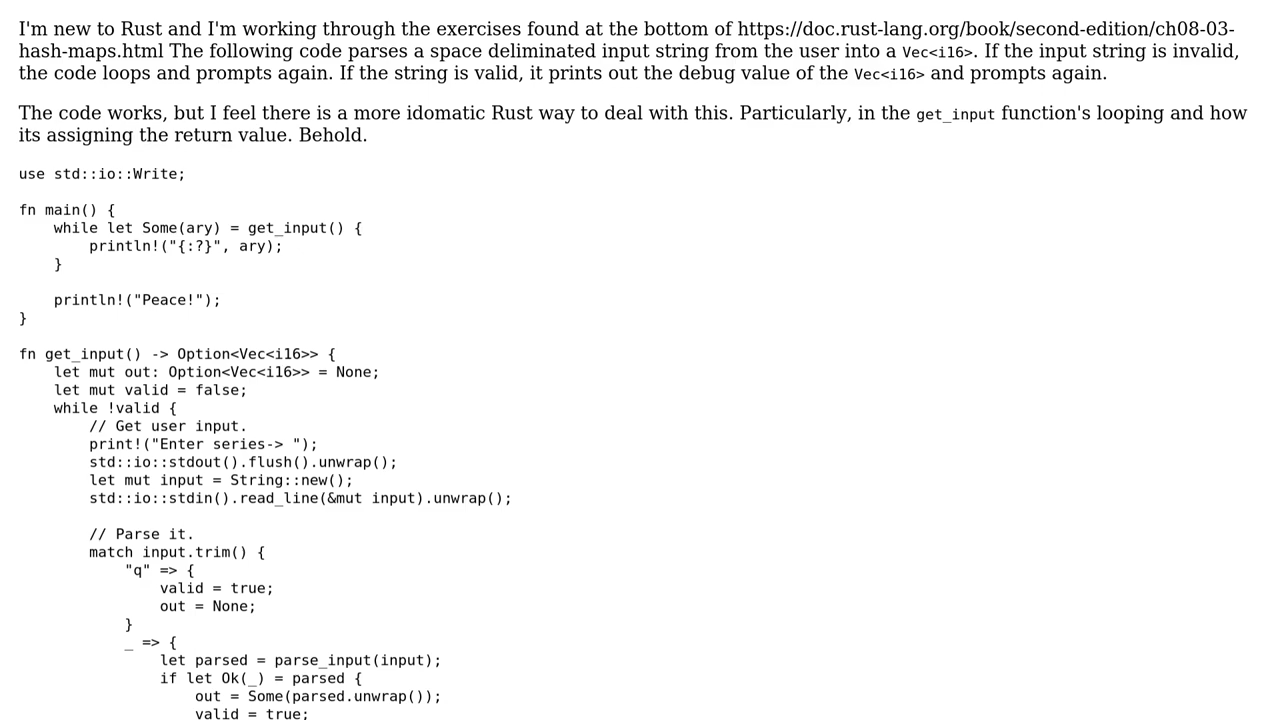 I'm new to Rust and I'm working through the exercises found at the bottom of https://doc.rust-lang.org/book/second-edition/ch08-03-
hash-maps.html The following code parses a space deliminated input string from the user into a Vec<i16>. If the input string is invalid,
the code loops and prompts again. If the string is valid, it prints out the debug value of the Vec<i16> and prompts again.
The code works, but I feel there is a more idomatic Rust way to deal with this. Particularly, in the get_input function's looping and how
its assigning the return value. Behold.
use std::io::Write;
fn main() {
    while let Some(ary) = get_input() {
        println!("{:?}", ary);
    }
    println!("Peace!");
}
fn get_input() -> Option<Vec<i16>> {
    let mut out: Option<Vec<i16>> = None;
    let mut valid = false;
    while !valid {
        // Get user input.
        print!("Enter series-> ");
        std::io::stdout().flush().unwrap();
        let mut input = String::new();
        std::io::stdin().read_line(&mut input).unwrap();
        // Parse it.
        match input.trim() {
            "q" => {
                valid = true;
                out = None;
            }
            _ => {
                let parsed = parse_input(input);
                if let Ok(_) = parsed {
                    out = Some(parsed.unwrap());
                    valid = true;